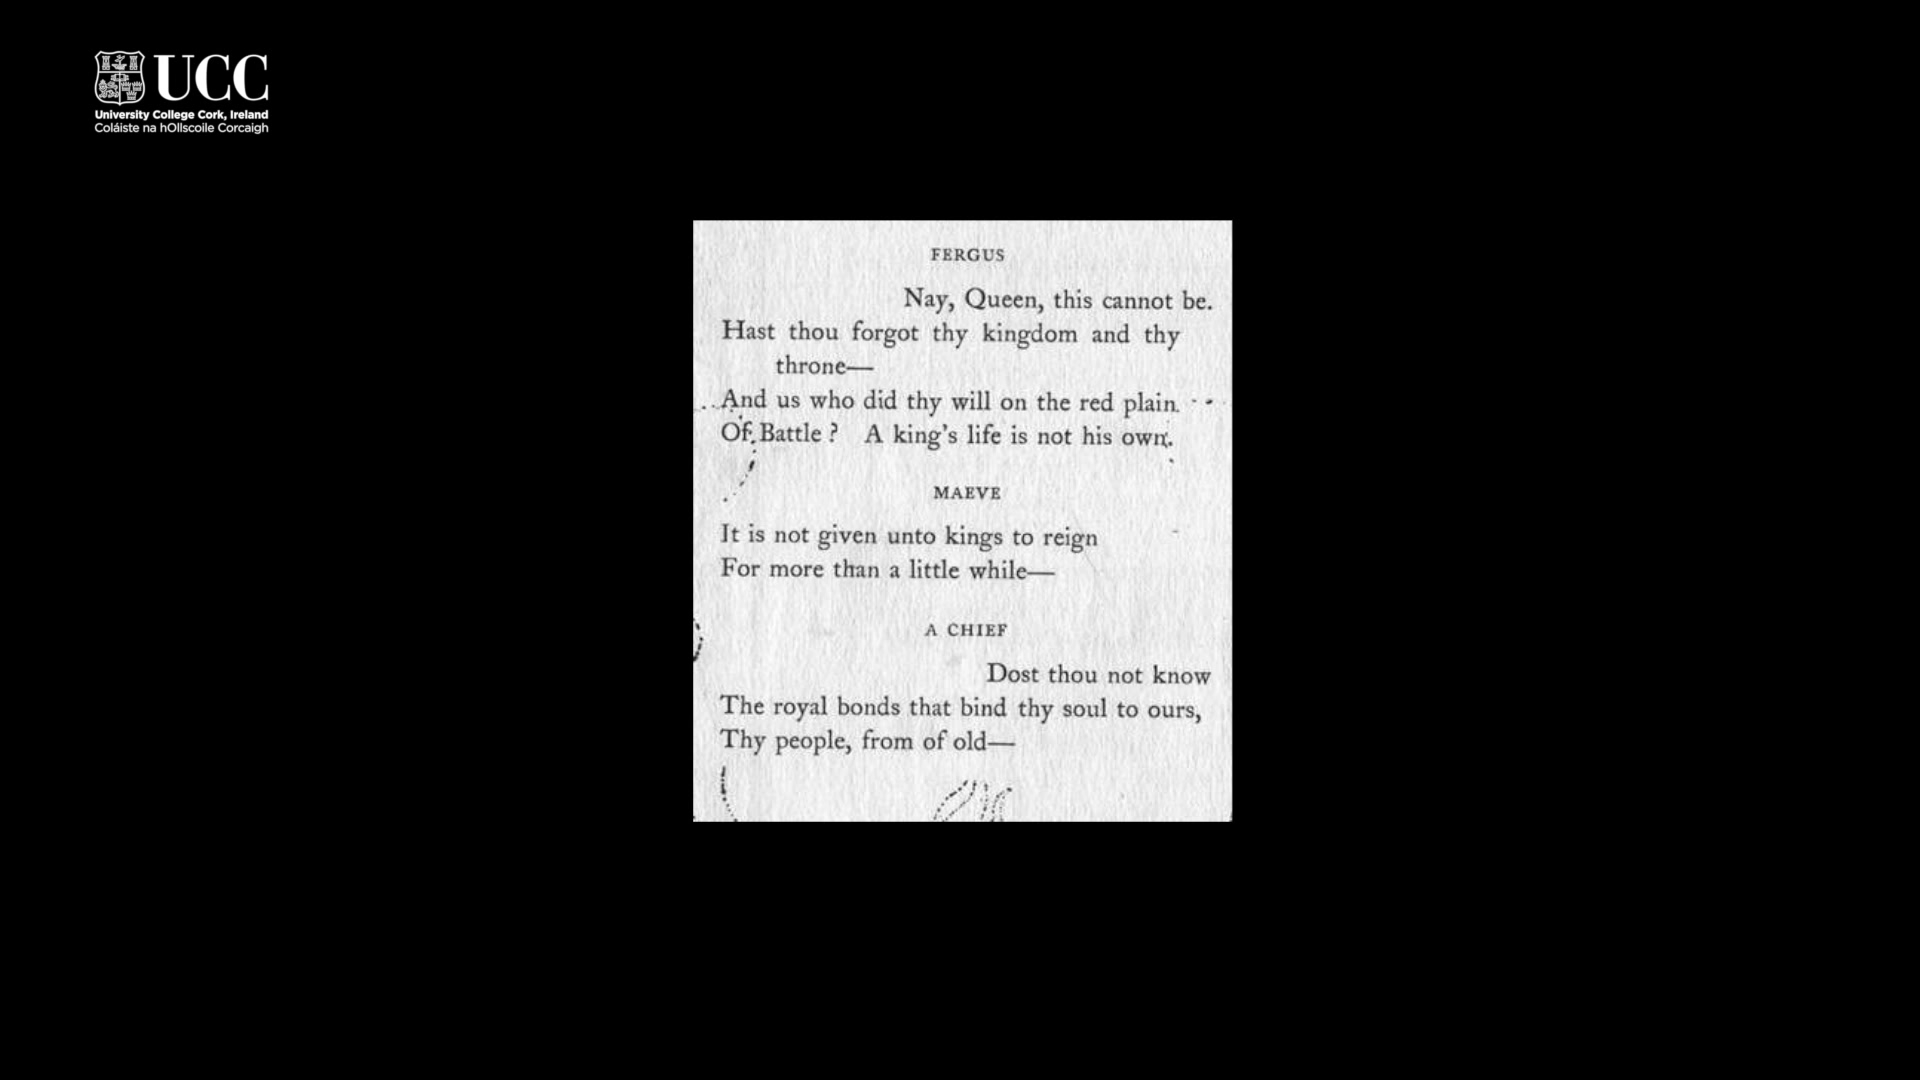 UCC
University College Cork, Ireland
Coláiste na hOllscoile Corcaigh
FERGUS
Nay, Queen, this cannot be.
Hast thou forgot thy kingdom and thy
throne—
And us who did thy will on the red plain
Of Battle ? A king's life is not his own.
MAEVE
It is not given unto kings to reign
For more than a little while—
A CHIEF
Dost thou not know
The royal bonds that bind thy soul to ours,
Thy people, from of old—